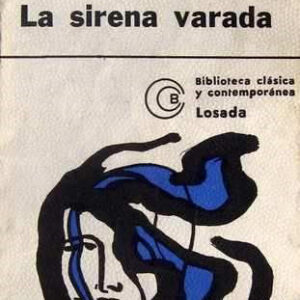 La sirena varada
Biblioteca clásica
y contemporánea
B
Losada